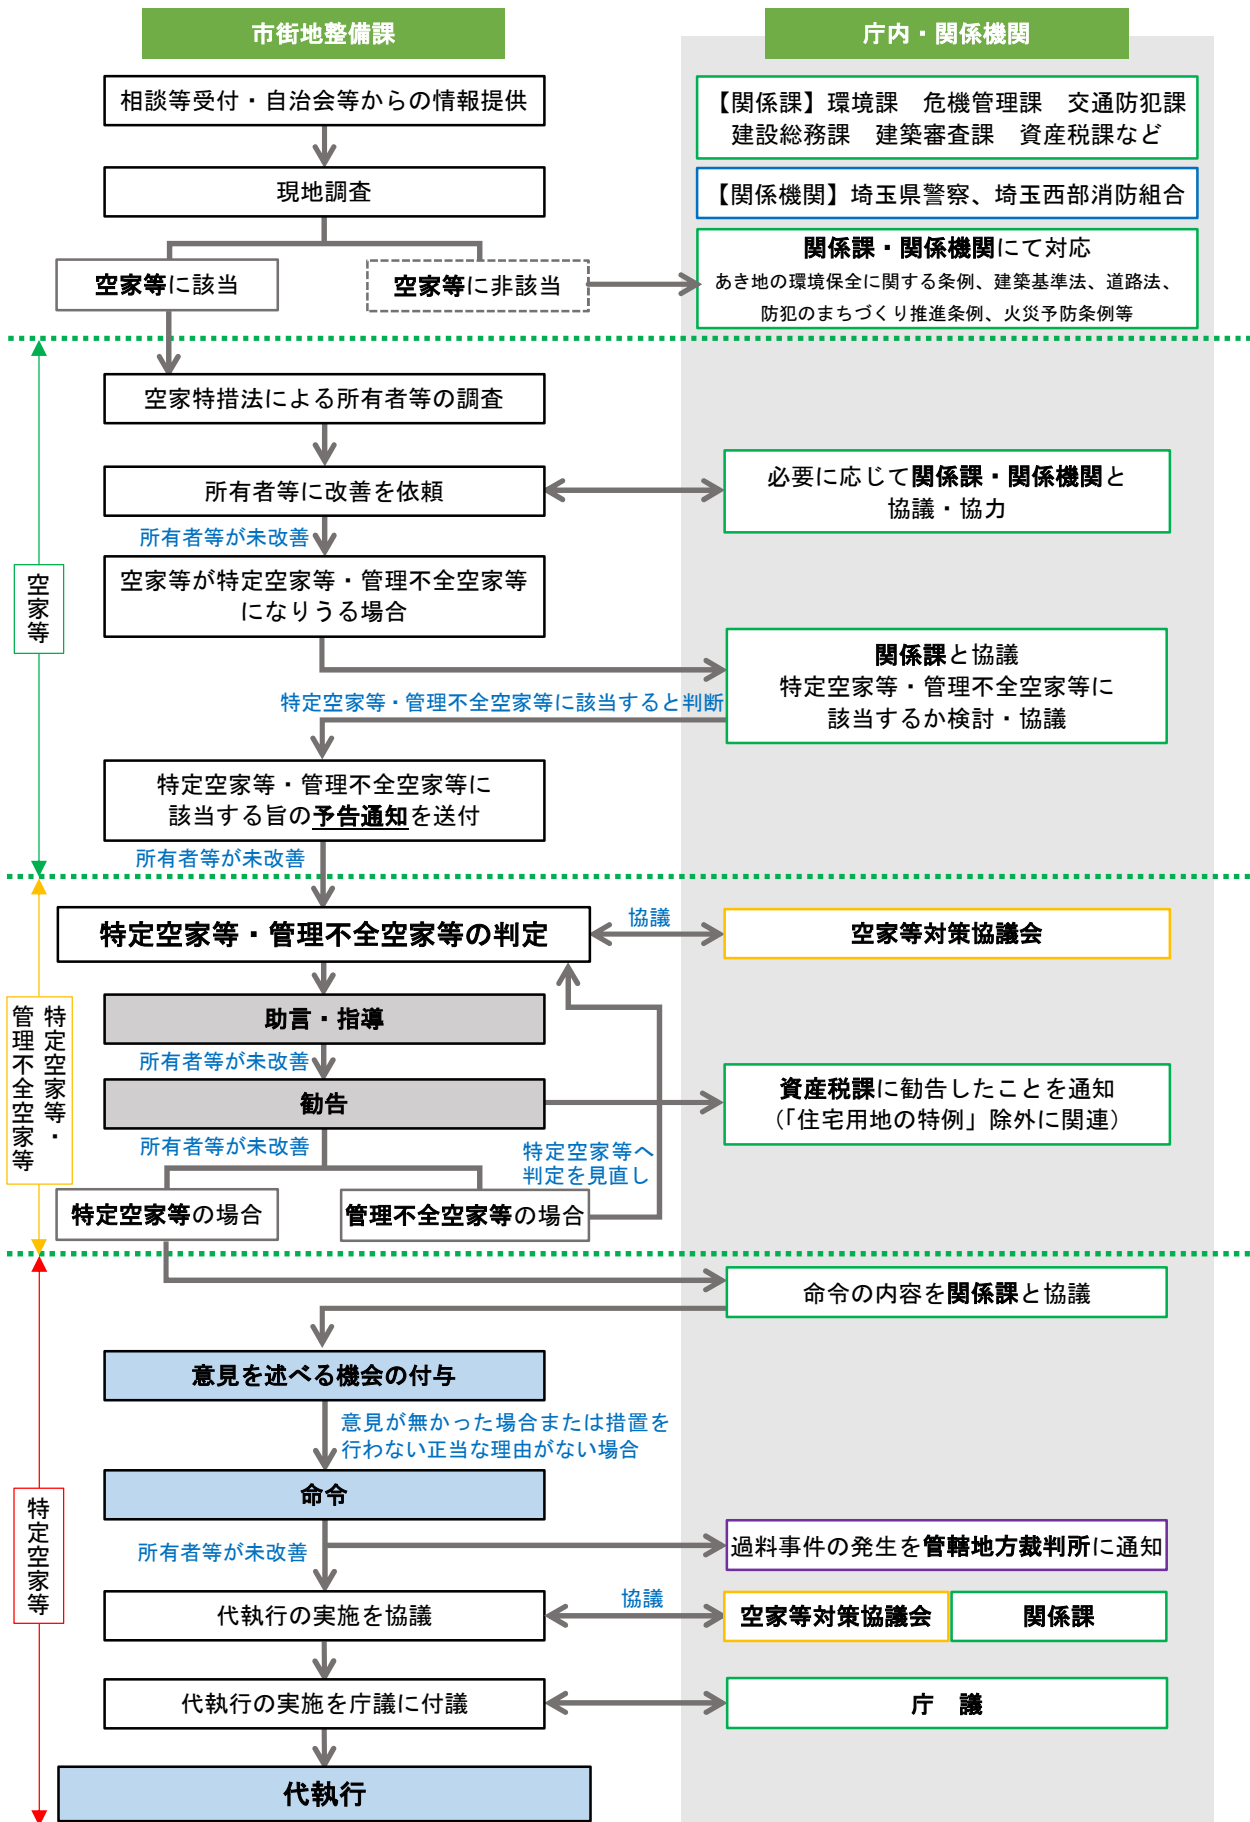 市街地整備課
庁内・関係機関
相談等受付・自治会等からの情報提供
【関係課】環境課　危機管理課　交通防犯課
建設総務課　建築審査課　資産税課など
現地調査
【関係機関】埼玉県警察、埼玉西部消防組合
空家等に該当
空家等に非該当
関係課・関係機関にて対応
あき地の環境保全に関する条例、建築基準法、道路法、
防犯のまちづくり推進条例、火災予防条例等
空家等
空家特措法による所有者等の調査
所有者等に改善を依頼
必要に応じて関係課・関係機関と
協議・協力
所有者等が未改善
空家等が特定空家等・管理不全空家等
になりうる場合
関係課と協議
特定空家等・管理不全空家等に
該当するか検討・協議
特定空家等・管理不全空家等に該当すると判断
特定空家等・管理不全空家等に
該当する旨の予告通知を送付
所有者等が未改善
特定空家等・
管理不全空家等
特定空家等・管理不全空家等の判定
協議
空家等対策協議会
助言・指導
所有者等が未改善
勧告
資産税課に勧告したことを通知
（「住宅用地の特例」除外に関連）
所有者等が未改善
特定空家等へ
判定を見直し
特定空家等の場合
管理不全空家等の場合
特定空家等
命令の内容を関係課と協議
意見を述べる機会の付与
意見が無かった場合または措置を
行わない正当な理由がない場合
命令
所有者等が未改善
過料事件の発生を管轄地方裁判所に通知
代執行の実施を協議
協議
空家等対策協議会
関係課
代執行の実施を庁議に付議
庁　議
代執行